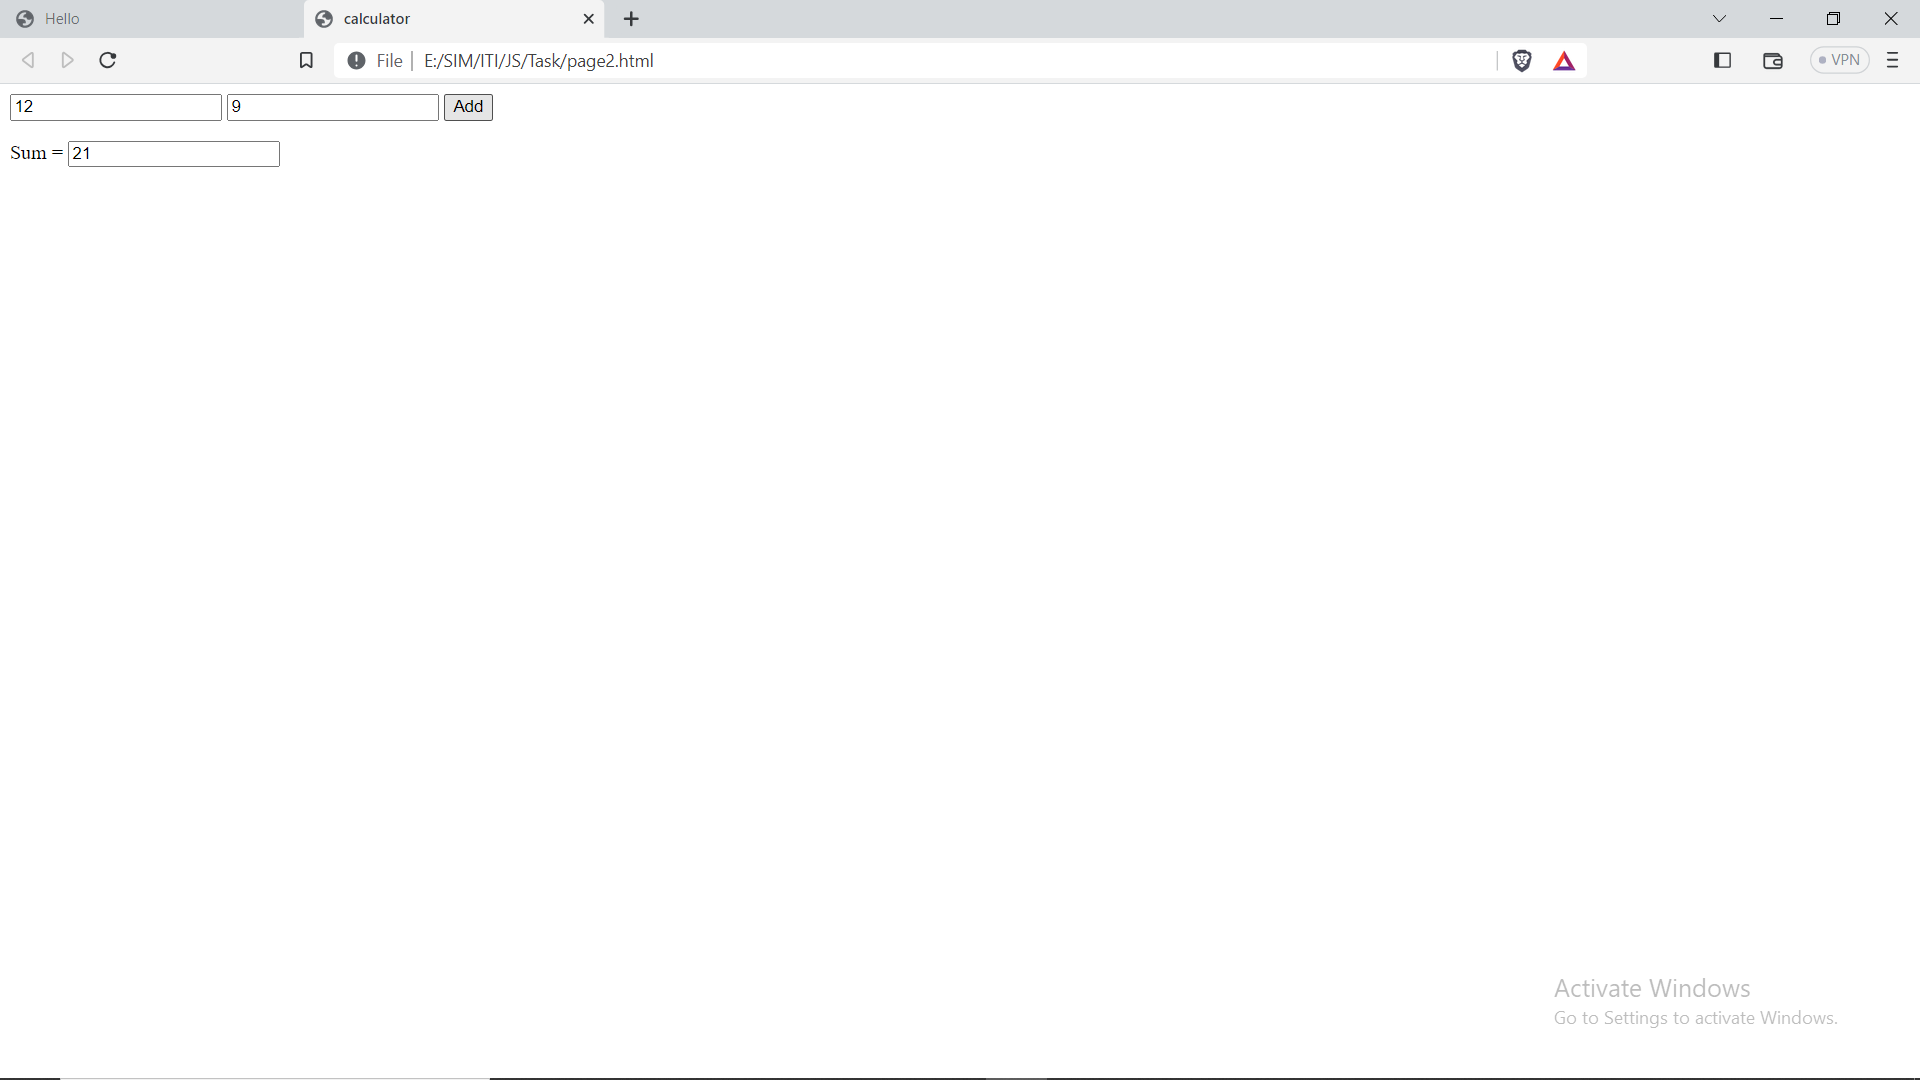 Hello
calculator
File
E:/SIM/ITI/JS/Task/page2.html
VPN
12
9
Add
Sum =
21
Activate Windows
Go to Settings to activate Windows.